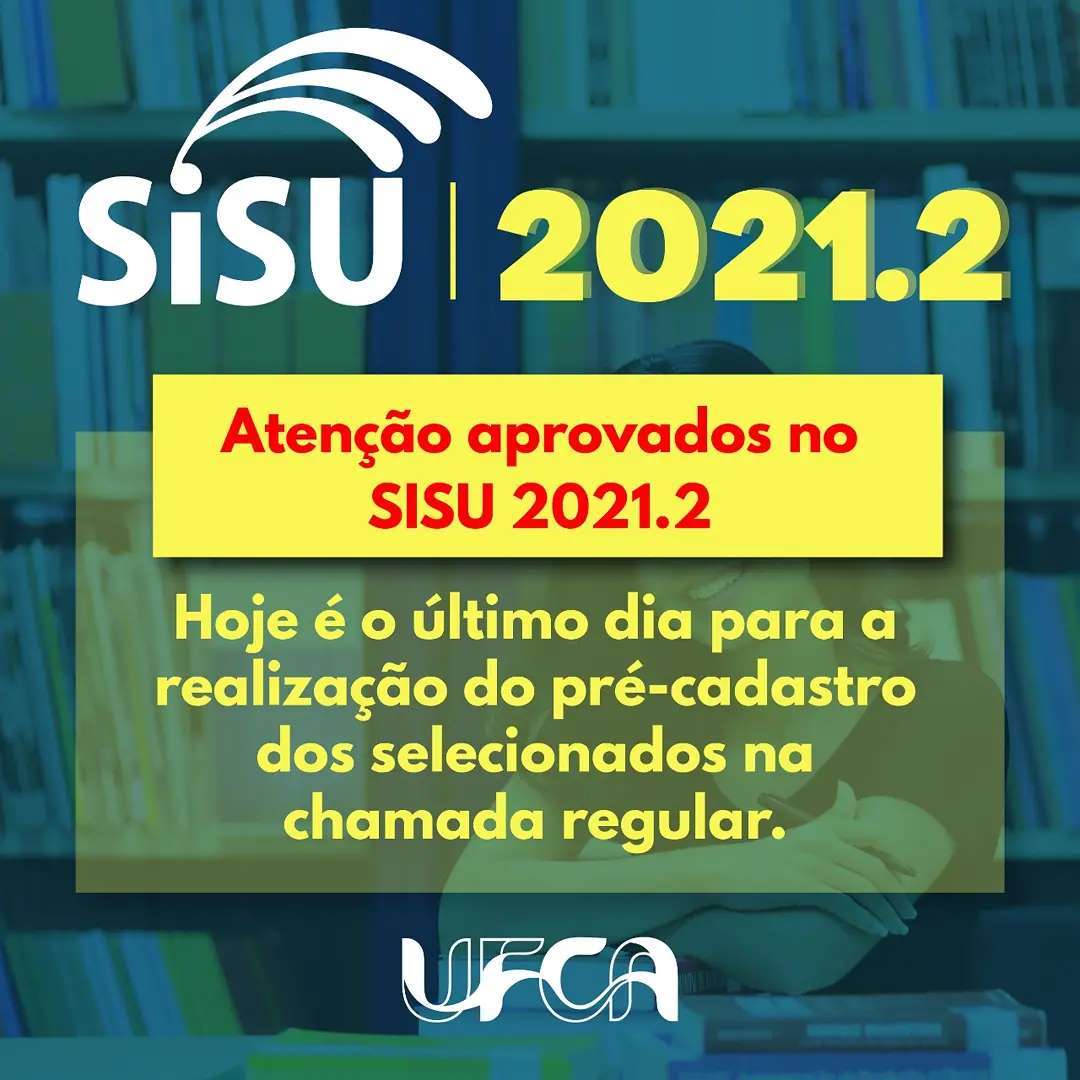 SiSU | 2021.2
Atenção aprovados no
SISU 2021.2
Hoje é o último dia para a
realização do pré-cadastro
dos selecionados na
chamada regular.
UFCA